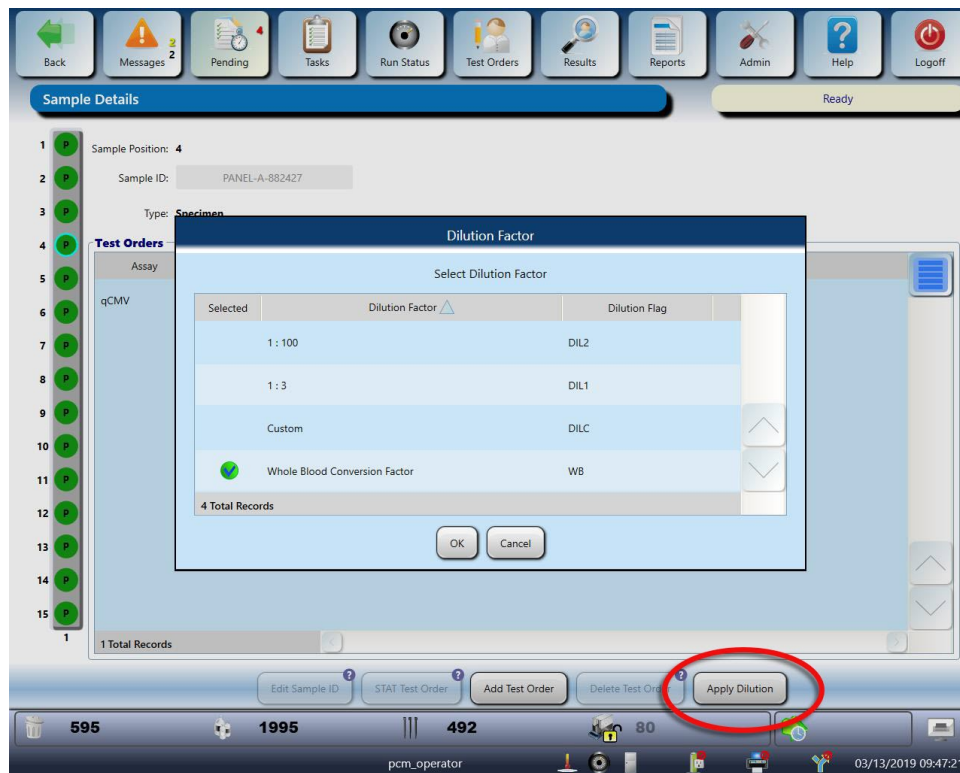 Back
Messages
2
2
Pending
4
Tasks
Run Status
Test Orders
Results
Reports
Admin
?
Help
Logoff
Sample Details
Ready
1 P
2 P
3 P
4 P
5 P
6 P
7 P
8 P
9 P
10 P
11 P
12 P
13 P
14 P
15 P
1
Sample Position: 4
Sample ID: PANEL-A-882427
Type: Specimen
Test Orders
Assay
qCMV
Dilution Factor
Select Dilution Factor
Selected Dilution Factor Dilution Flag
1 : 100 DIL2
1 : 3 DIL1
Custom DILC
Whole Blood Conversion Factor WB
4 Total Records
OK Cancel
1 Total Records
Edit Sample ID ? STAT Test Order ? Add Test Order Delete Test Order ? Apply Dilution
595 1995 492 80
pcm_operator 03/13/2019 09:47:21